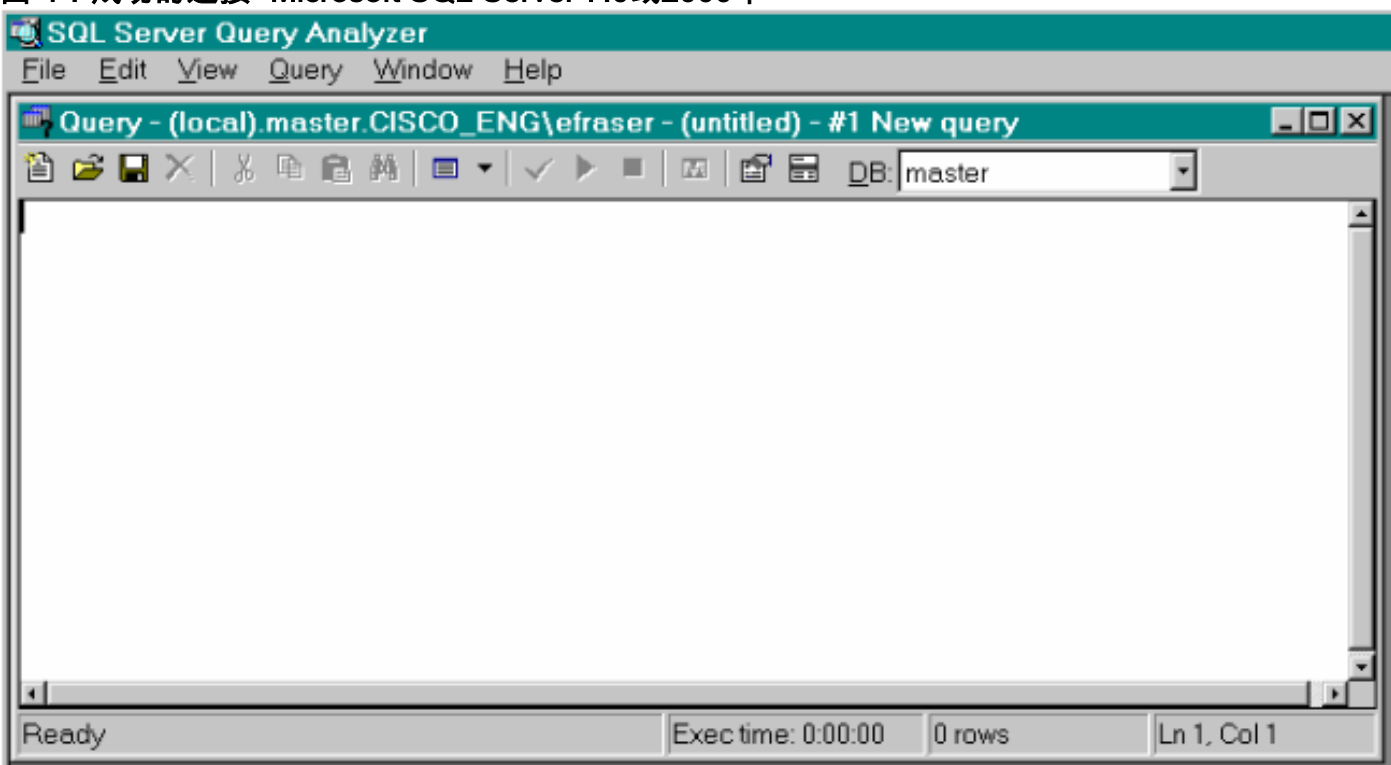 SQL Server Query Analyzer
File Edit View Query Window Help
Query - (local).master.CISCO_ENG\efraser - (untitled) - #1 New query
DB: master
Ready Exec time: 0:00:00 0 rows Ln 1, Col 1